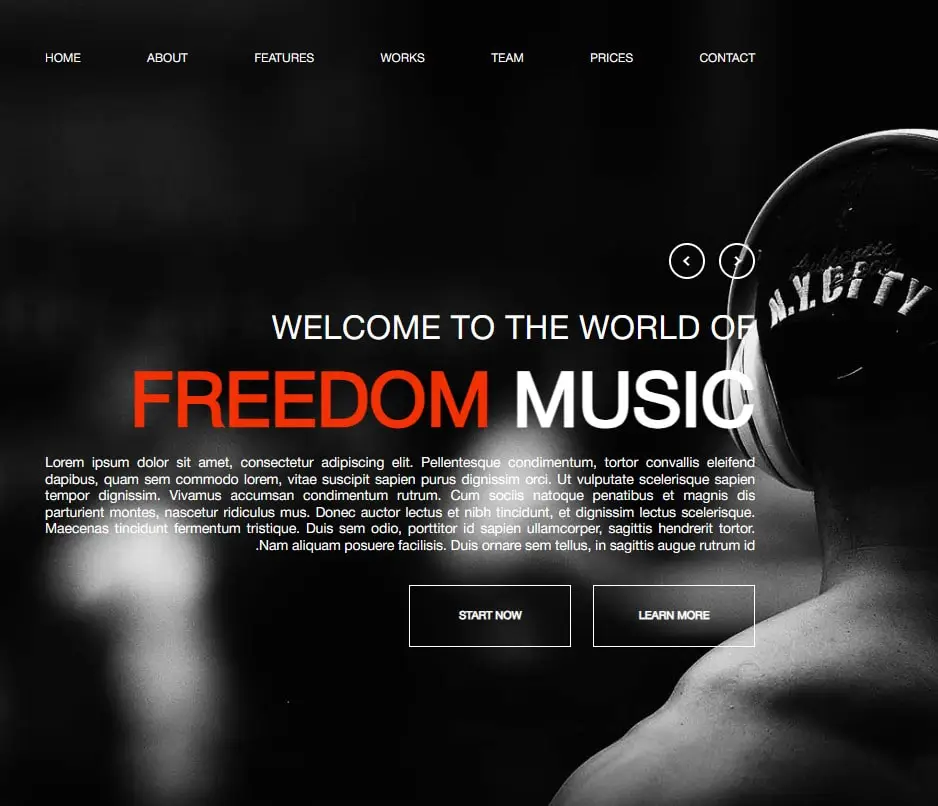 HOME ABOUT FEATURES WORKS TEAM PRICES CONTACT
N.Y.CITY
WELCOME TO THE WORLD OF
FREEDOM MUSIC
Lorem ipsum dolor sit amet, consectetur adipiscing elit. Pellentesque condimentum, tortor convallis eleifend
dapibus, quam sem commodo lorem, vitae suscipit sapien purus dignissim orci. Ut vulputate scelerisque sapien
tempor dignissim. Vivamus accumsan condimentum rutrum. Cum sociis natoque penatibus et magnis dis
parturient montes, nascetur ridiculus mus. Donec auctor lectus et nibh tincidunt, et dignissim lectus scelerisque.
Maecenas tincidunt fermentum tristique. Duis sem odio, porttitor id sapien ullamcorper, sagittis hendrerit tortor.
.Nam aliquam posuere facilisis. Duis ornare sem tellus, in sagittis augue rutrum id
START NOW LEARN MORE